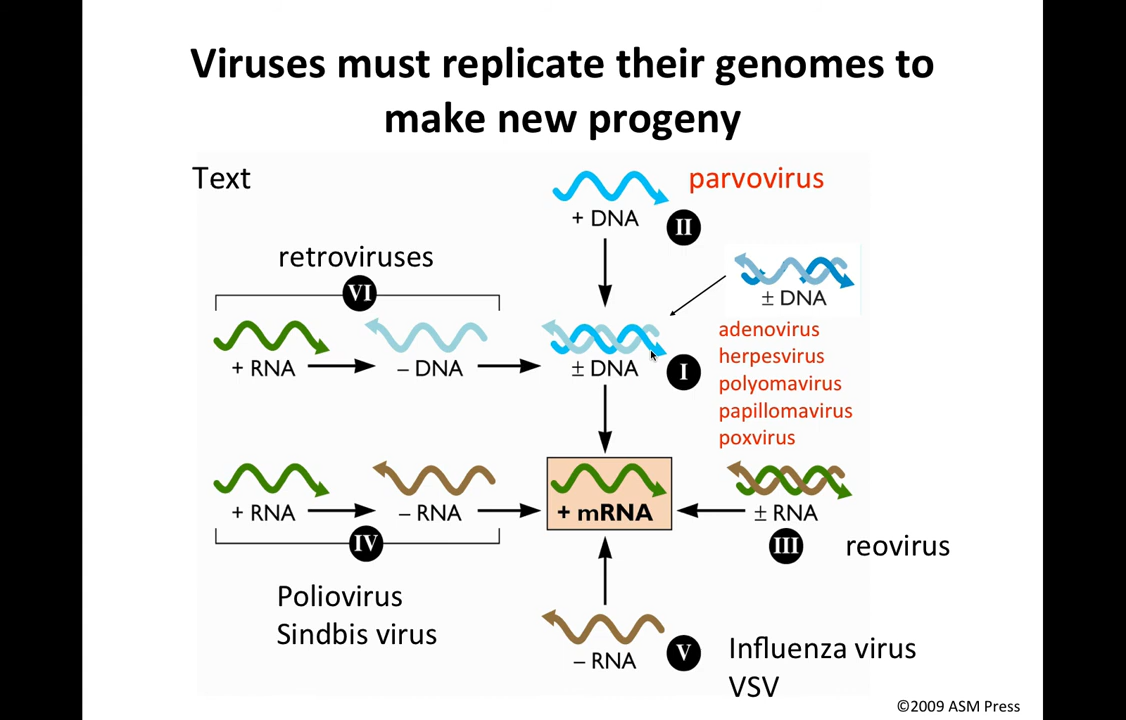 Viruses must replicate their genomes to
make new progeny
Text
parvovirus
+ DNA
II
retroviruses
VI
± DNA
+ RNA
– DNA
± DNA
I
adenovirus
herpesvirus
polyomavirus
papillomavirus
poxvirus
+ RNA
– RNA
+ mRNA
± RNA
IV
III
reovirus
Poliovirus
Sindbis virus
– RNA
V
Influenza virus
VSV
©2009 ASM Press